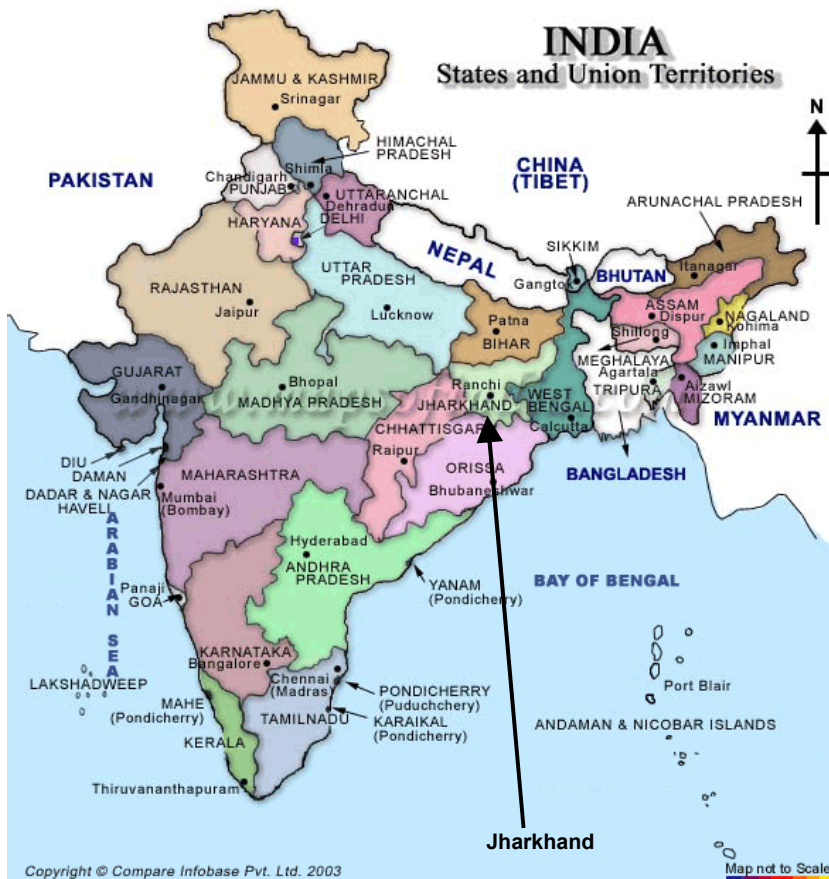 INDIA
States and Union Territories
N
JAMMU & KASHMIR
Srinagar
HIMACHAL
PRADESH
PAKISTAN
CHINA
(TIBET)
Chandigarh
PUNJAB
Shimla
UTTARANCHAL
Dehradun
DELHI
HARYANA
ARUNACHAL PRADESH
NEPAL
SIKKIM
BHUTAN
Itanagar
Gangtok
RAJASTHAN
Jaipur
UTTAR
PRADESH
Lucknow
ASSAM
Dispur
NAGALAND
Kohima
Patna
BIHAR
Shillong
Imphal
MANIPUR
MEGHALAYA
Agartala
TRIPURA
Aizawl
MIZORAM
MYANMAR
GUJARAT
Gandhinagar
Bhopal
MADHYA PRADESH
Ranchi
JHARKHAND
WEST
BENGAL
Calcutta
CHHATTISGAR
Raipur
BANGLADESH
DIU
DAMAN
DADAR & NAGAR
HAVELI
MAHARASHTRA
Mumbai
(Bombay)
ORISSA
Bhubaneshwar
ARABIAN SEA
Hyderabad
ANDHRA
PRADESH
YANAM
(Pondicherry)
BAY OF BENGAL
Panaji
GOA
KARNATAKA
Bangalore
LAKSHADWEEP
MAHE
(Pondicherry)
Chennai
(Madras)
PONDICHERRY
(Puduchchery)
KARAIKAL
(Pondicherry)
TAMILNADU
KERALA
Thiruvananthapuram
Port Blair
ANDAMAN & NICOBAR ISLANDS
Jharkhand
Copyright © Compare Infobase Pvt. Ltd. 2003
Map not to Scale